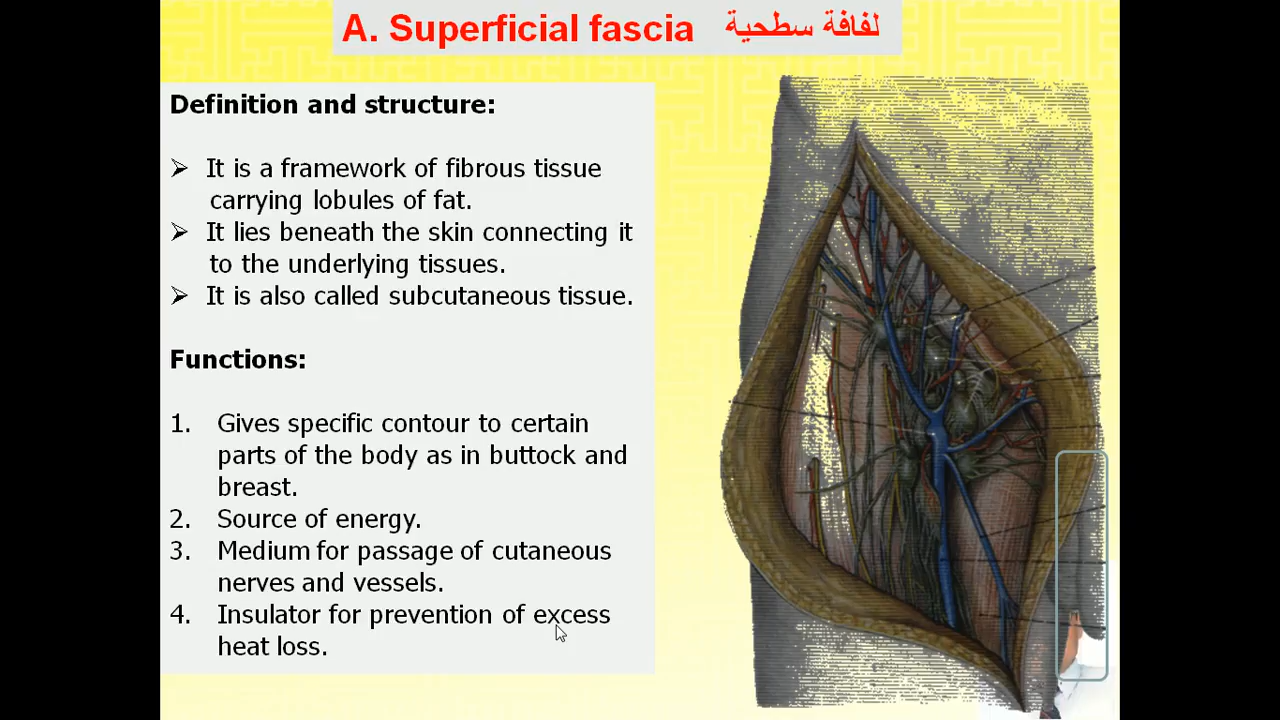 A. Superficial fascia لفافة سطحية
Definition and structure:
➢ It is a framework of fibrous tissue
carrying lobules of fat.
➢ It lies beneath the skin connecting it
to the underlying tissues.
➢ It is also called subcutaneous tissue.
Functions:
1. Gives specific contour to certain
parts of the body as in buttock and
breast.
2. Source of energy.
3. Medium for passage of cutaneous
nerves and vessels.
4. Insulator for prevention of excess
heat loss.